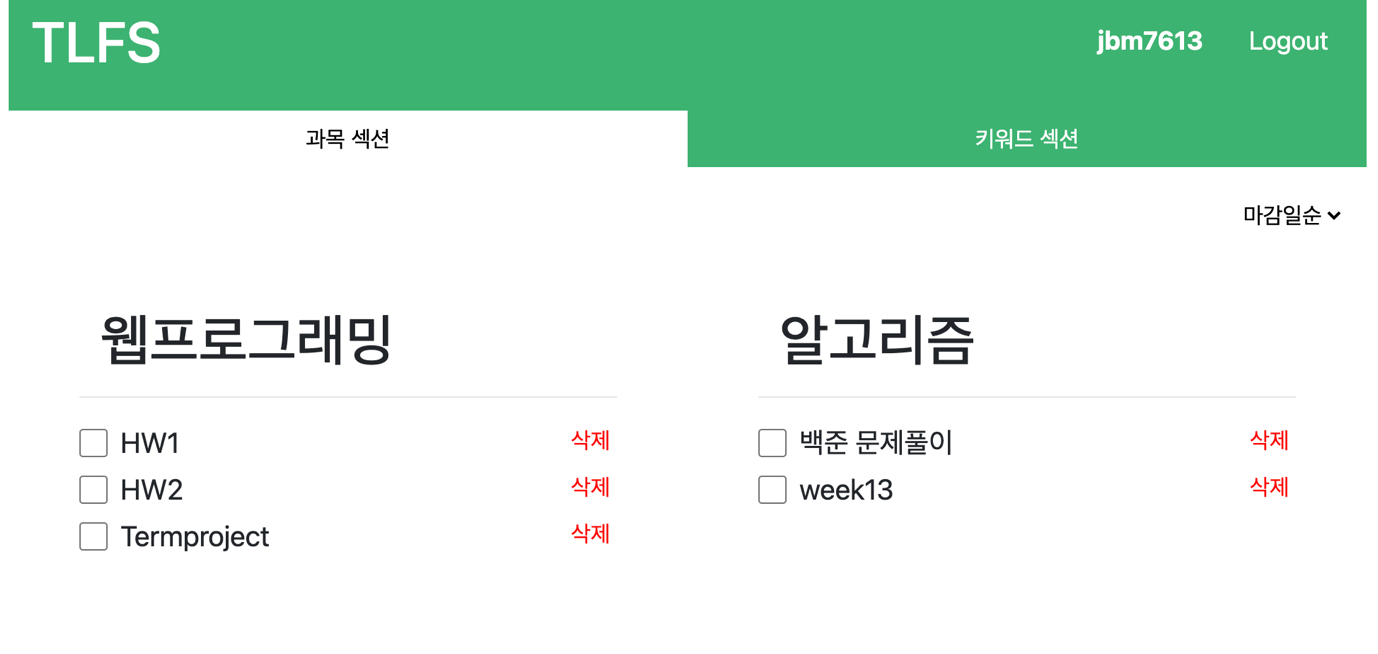 TLFS
jbm7613 Logout
과목 섹션
키워드 섹션
마감일순
웹프로그래밍
HW1 삭제
HW2 삭제
Termproject 삭제
알고리즘
백준 문제풀이 삭제
week13 삭제